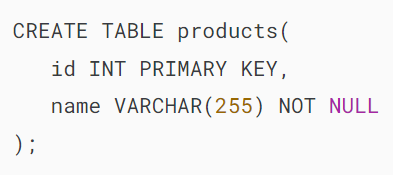 CREATE TABLE products(
id INT PRIMARY KEY,
name VARCHAR(255) NOT NULL
);